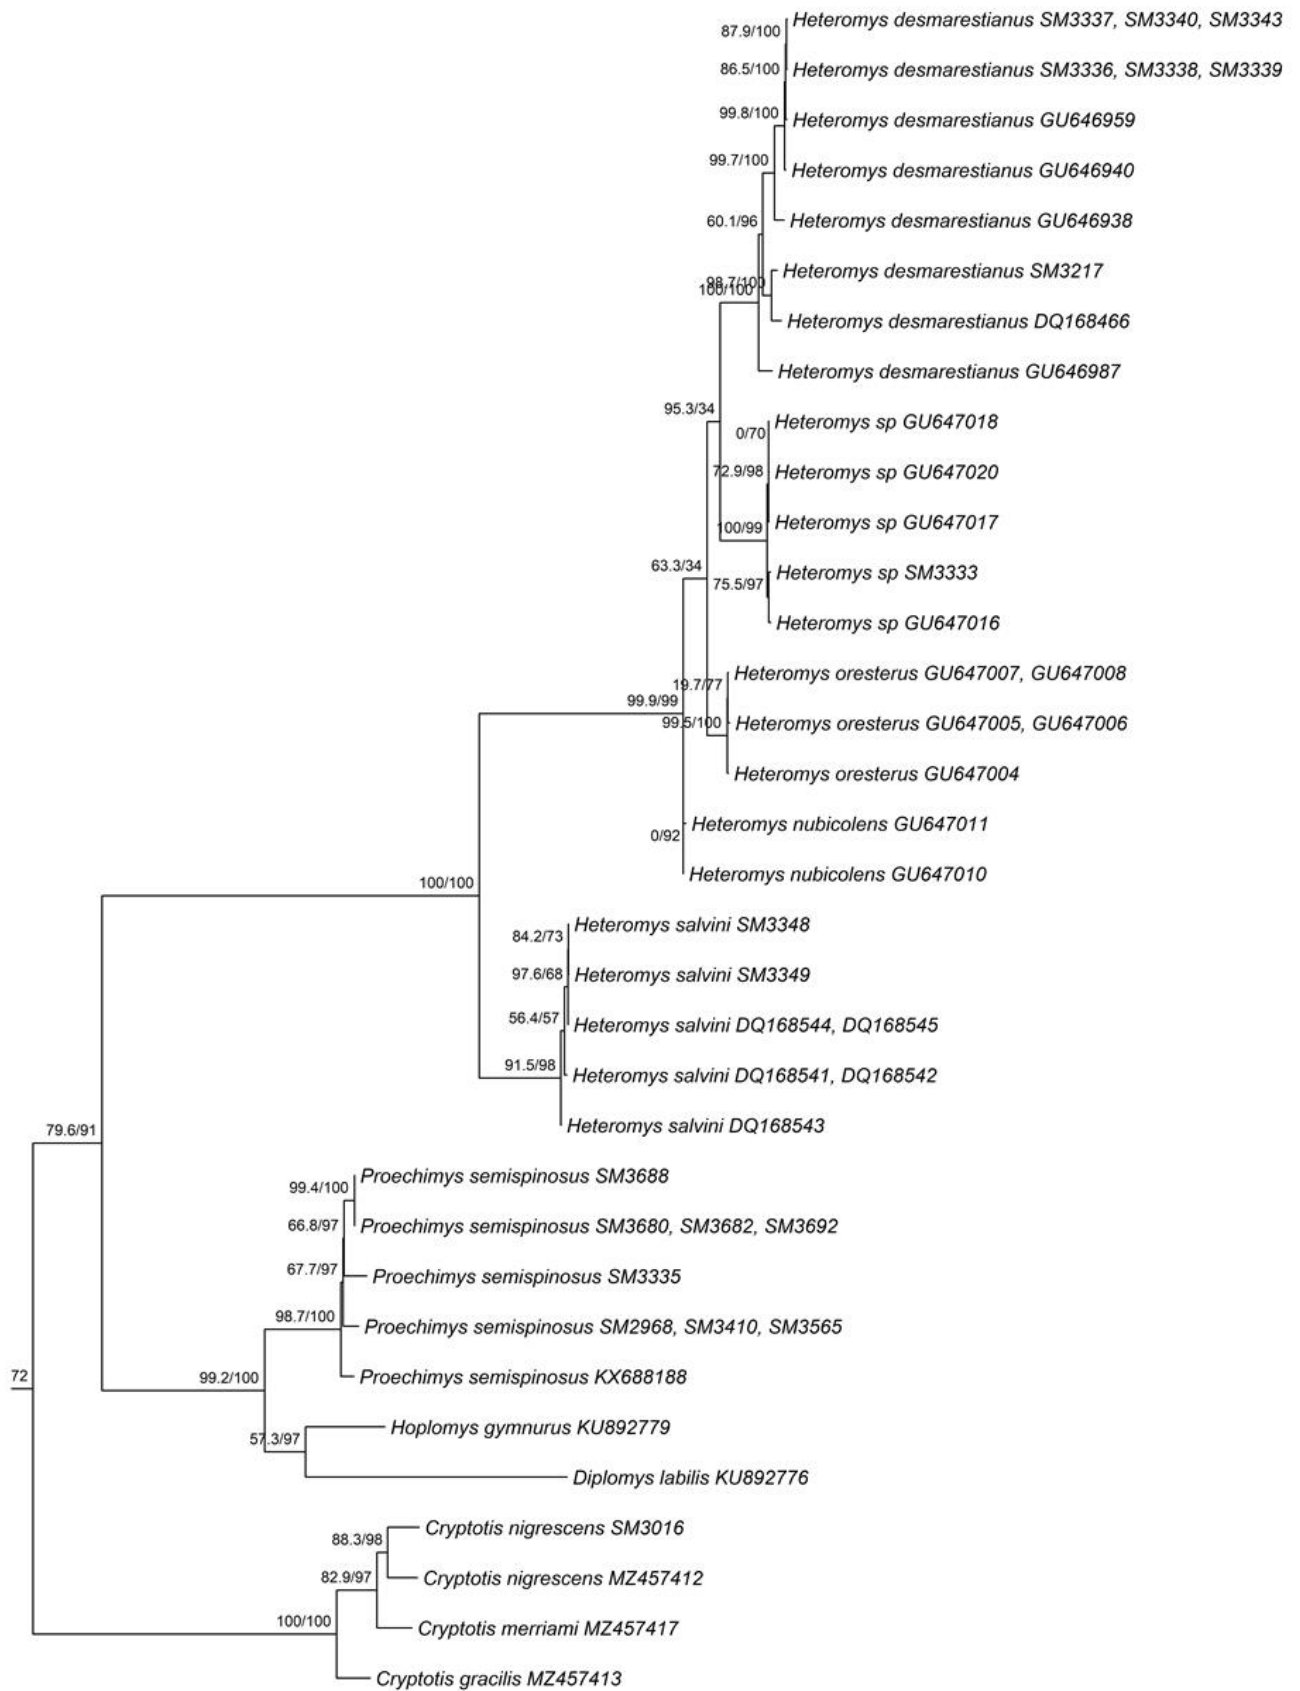 Heteromys desmarestianus SM3337, SM3340, SM3343
87.9/100
86.5/100
Heteromys desmarestianus SM3336, SM3338, SM3339
99.8/100
Heteromys desmarestianus GU646959
99.7/100
Heteromys desmarestianus GU646940
60.1/96
Heteromys desmarestianus GU646938
Heteromys desmarestianus SM3217
98.7/100
100/100
Heteromys desmarestianus DQ168466
Heteromys desmarestianus GU646987
95.3/34
Heteromys sp GU647018
0/70
72.9/98
Heteromys sp GU647020
Heteromys sp GU647017
100/99
63.3/34
Heteromys sp SM3333
75.5/97
Heteromys sp GU647016
Heteromys oresterus GU647007, GU647008
19.7/77
99.9/99
99.5/100
Heteromys oresterus GU647005, GU647006
Heteromys oresterus GU647004
Heteromys nubicolens GU647011
0/92
Heteromys nubicolens GU647010
100/100
Heteromys salvini SM3348
84.2/73
97.6/68
Heteromys salvini SM3349
56.4/57
Heteromys salvini DQ168544, DQ168545
91.5/98
Heteromys salvini DQ168541, DQ168542
Heteromys salvini DQ168543
79.6/91
Proechimys semispinosus SM3688
99.4/100
66.8/97
Proechimys semispinosus SM3680, SM3682, SM3692
67.7/97
Proechimys semispinosus SM3335
98.7/100
Proechimys semispinosus SM2968, SM3410, SM3565
72
99.2/100
Proechimys semispinosus KX688188
Hoplomys gymnurus KU892779
57.3/97
Diplomys labilis KU892776
Cryptotis nigrescens SM3016
88.3/98
82.9/97
Cryptotis nigrescens MZ457412
100/100
Cryptotis merriami MZ457417
Cryptotis gracilis MZ457413